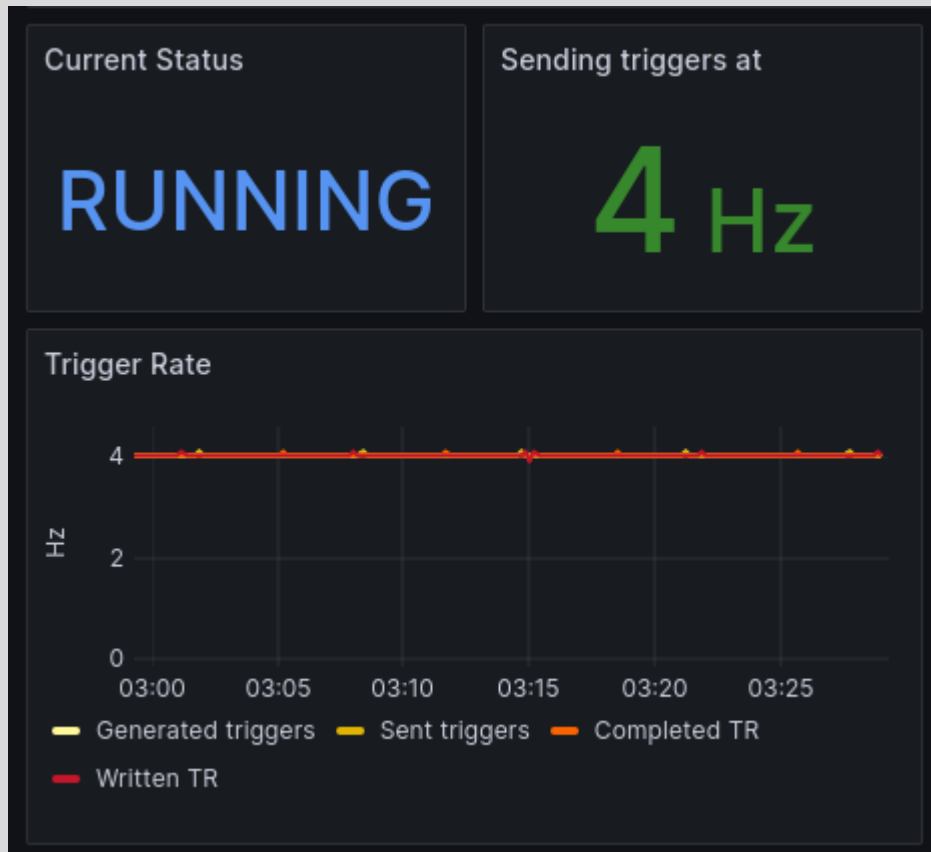 Current Status
Sending triggers at
RUNNING
4 Hz
Trigger Rate
4
2
0
Hz
03:00 03:05 03:10 03:15 03:20 03:25
Generated triggers Sent triggers Completed TR
Written TR